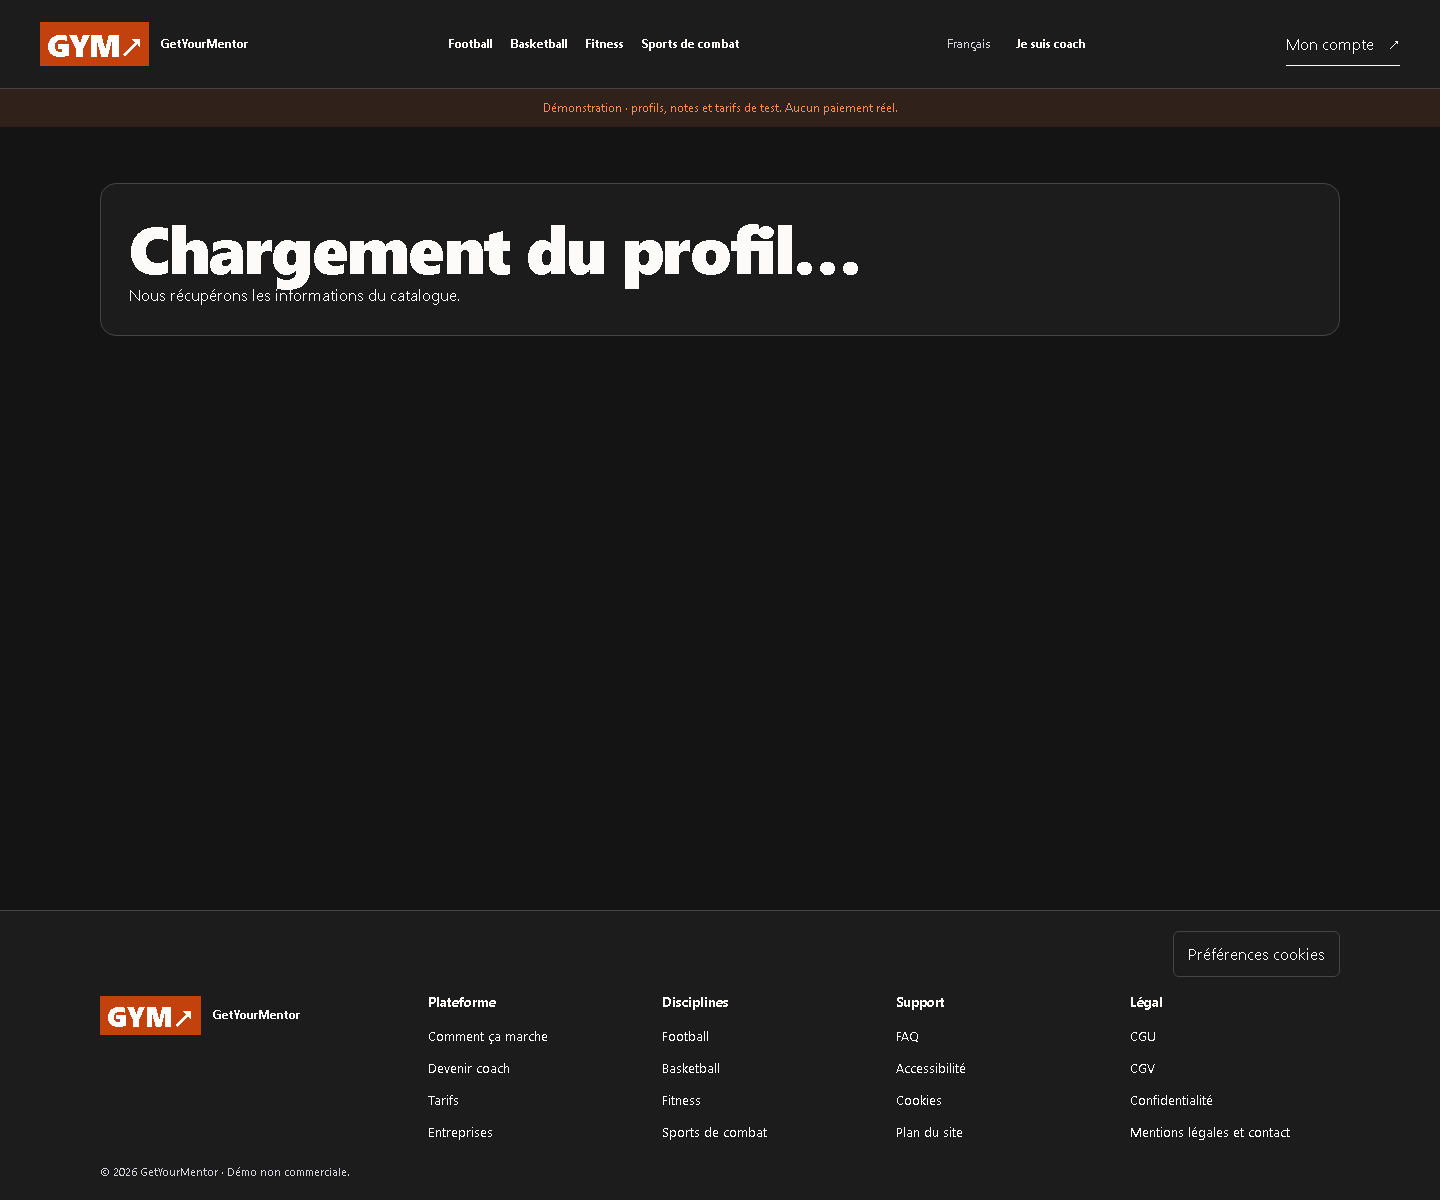 GYM↗ GetYourMentor Football Basketball Fitness Sports de combat Français Je suis coach Mon compte ↗
Démonstration · profils, notes et tarifs de test. Aucun paiement réel.
Chargement du profil…
Nous récupérons les informations du catalogue.
Préférences cookies
GYM↗ GetYourMentor
Plateforme
Comment ça marche
Devenir coach
Tarifs
Entreprises
Disciplines
Football
Basketball
Fitness
Sports de combat
Support
FAQ
Accessibilité
Cookies
Plan du site
Légal
CGU
CGV
Confidentialité
Mentions légales et contact
© 2026 GetYourMentor · Démo non commerciale.